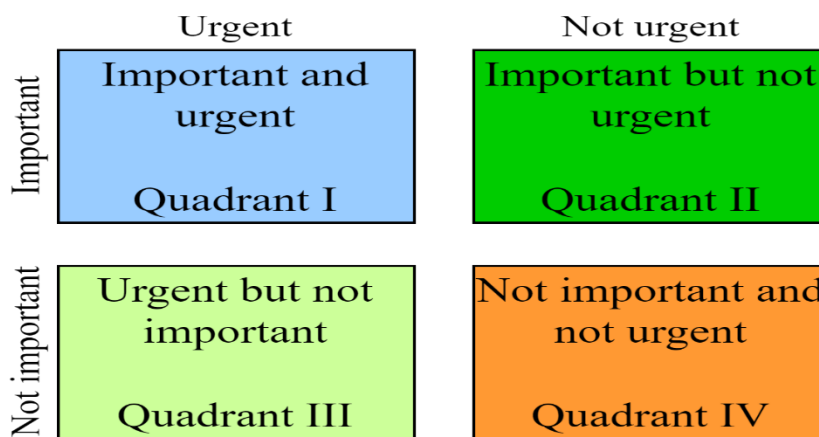 Urgent
Not urgent
Important
Important and
urgent
Quadrant I
Important but not
urgent
Quadrant II
Not important
Urgent but not
important
Quadrant III
Not important and
not urgent
Quadrant IV